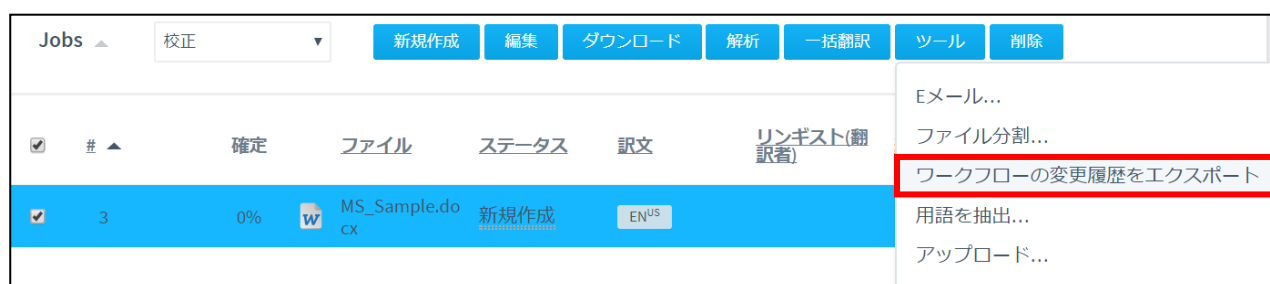 Jobs
校正
新規作成 編集 ダウンロード 解析 一括翻訳 ツール 削除
Eメール...
ファイル分割...
ワークフローの変更履歴をエクスポート
用語を抽出...
アップロード...
# 確定 ファイル ステータス 訳文 リンギスト(翻
訳者)
3 0% MS_Sample.do
cx 新規作成 EN US